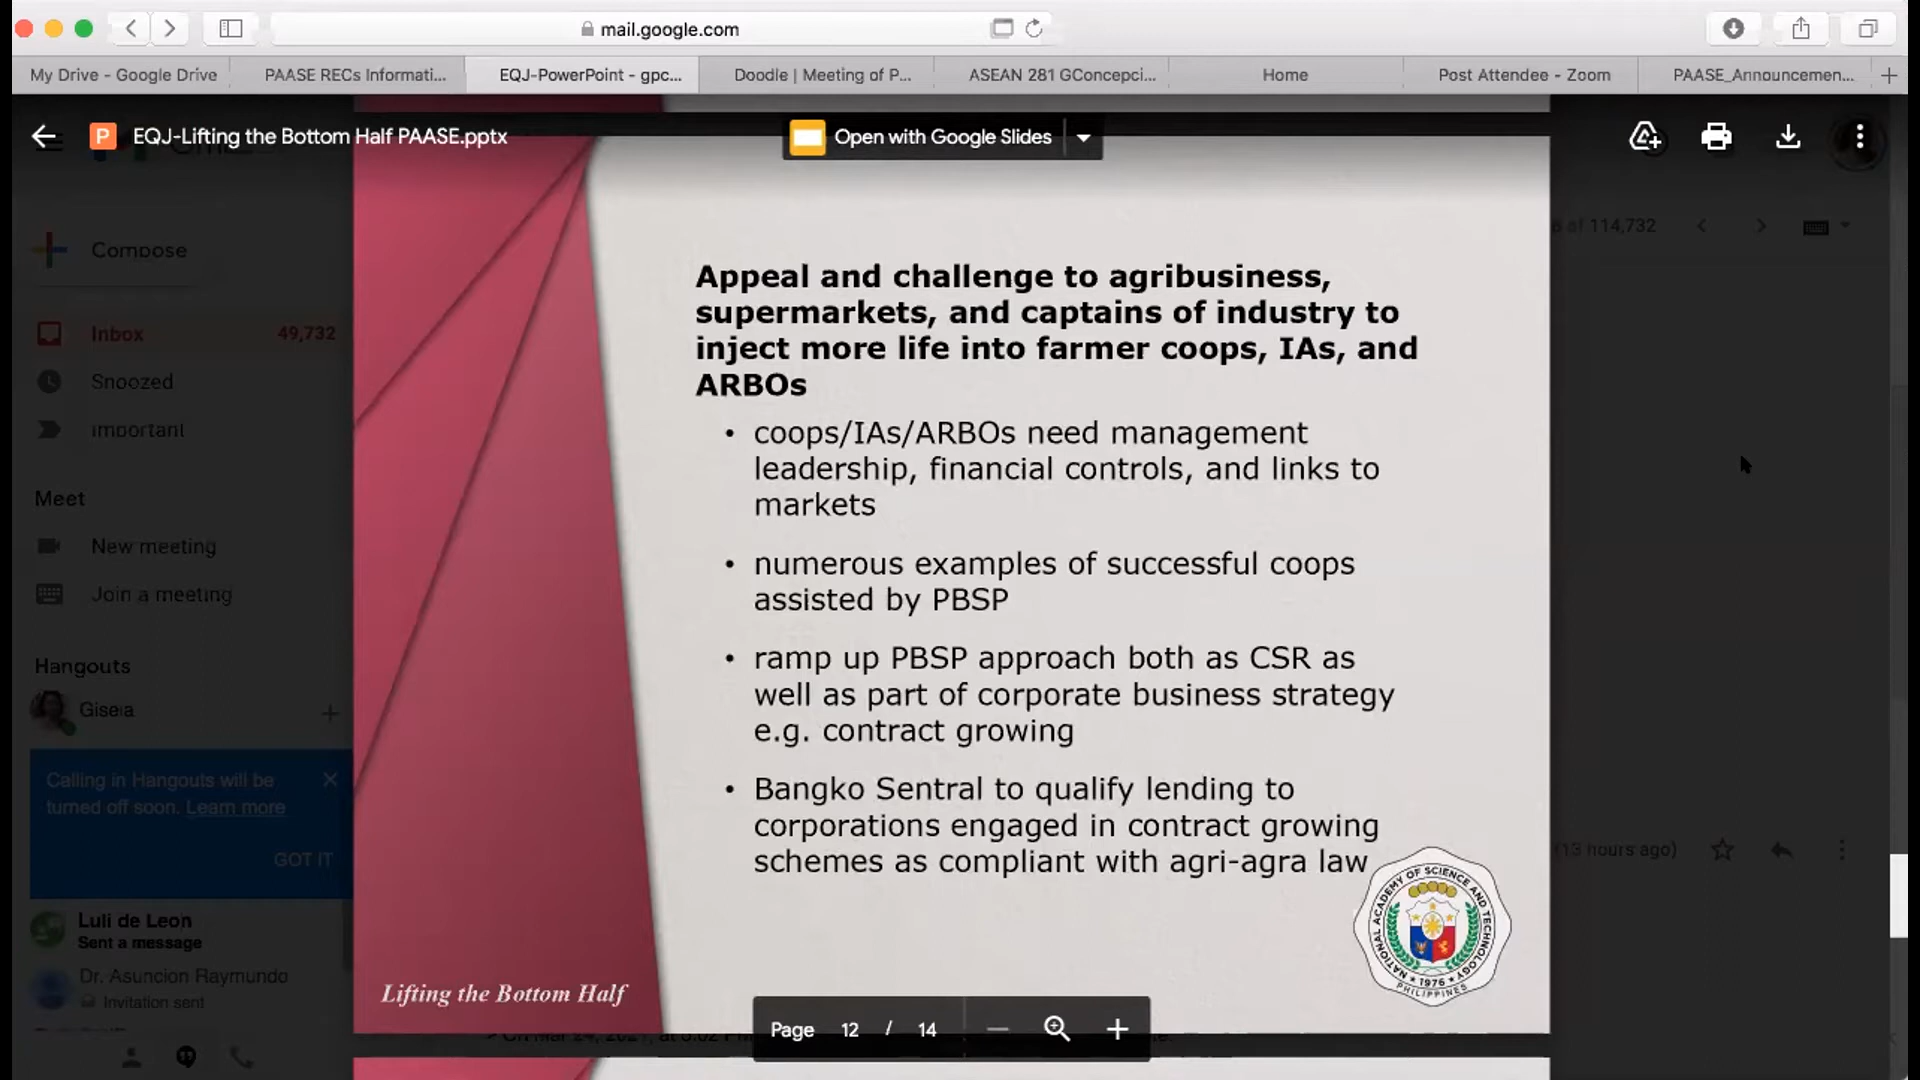 mail.google.com
My Drive - Google Drive
PAASE RECs Informati...
EQJ-PowerPoint - gpc...
Doodle | Meeting of P...
ASEAN 281 GConcepci...
Home
Post Attendee - Zoom
PAASE_Announcemen...
P
EQJ-Lifting the Bottom Half PAASE.pptx
Open with Google Slides
Compose
of 114,732
Inbox 49,732
Snoozed
Important
Meet
New meeting
Join a meeting
Hangouts
Gisela
Calling in Hangouts will be
turned off soon. Learn more
GOT IT
Luli de Leon
Sent a message
Dr. Asuncion Raymundo
Invitation sent
Appeal and challenge to agribusiness,
supermarkets, and captains of industry to
inject more life into farmer coops, IAs, and
ARBOs
• coops/IAs/ARBOs need management
leadership, financial controls, and links to
markets
• numerous examples of successful coops
assisted by PBSP
• ramp up PBSP approach both as CSR as
well as part of corporate business strategy
e.g. contract growing
• Bangko Sentral to qualify lending to
corporations engaged in contract growing
schemes as compliant with agri-agra law
(13 hours ago)
NATIONAL ACADEMY OF SCIENCE AND TECHNOLOGY
1976
PHILIPPINES
Lifting the Bottom Half
Page 12 / 14